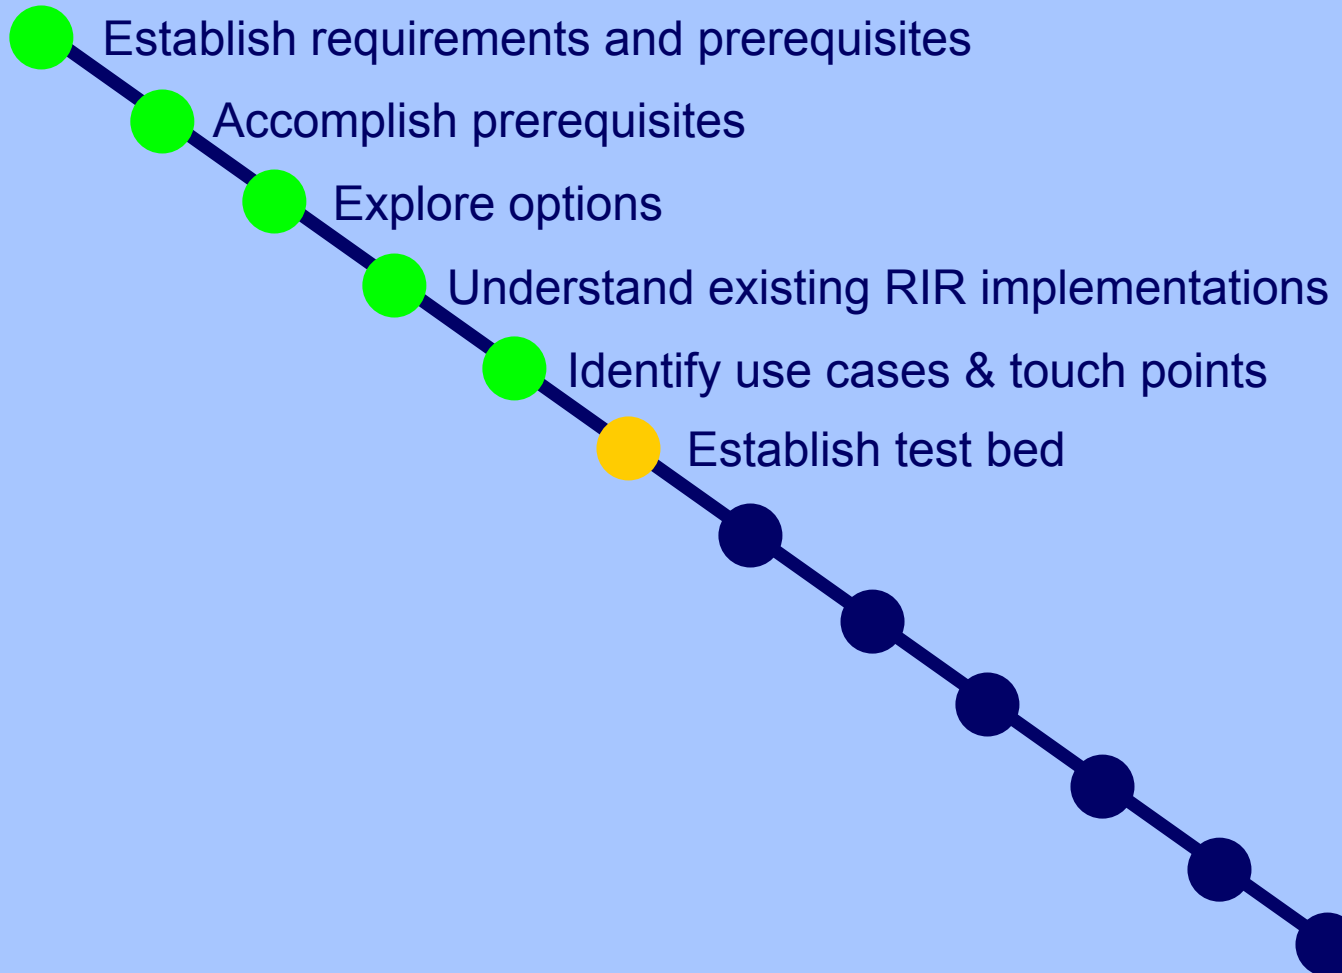 Establish requirements and prerequisites
Accomplish prerequisites
Explore options
Understand existing RIR implementations
Identify use cases & touch points
Establish test bed